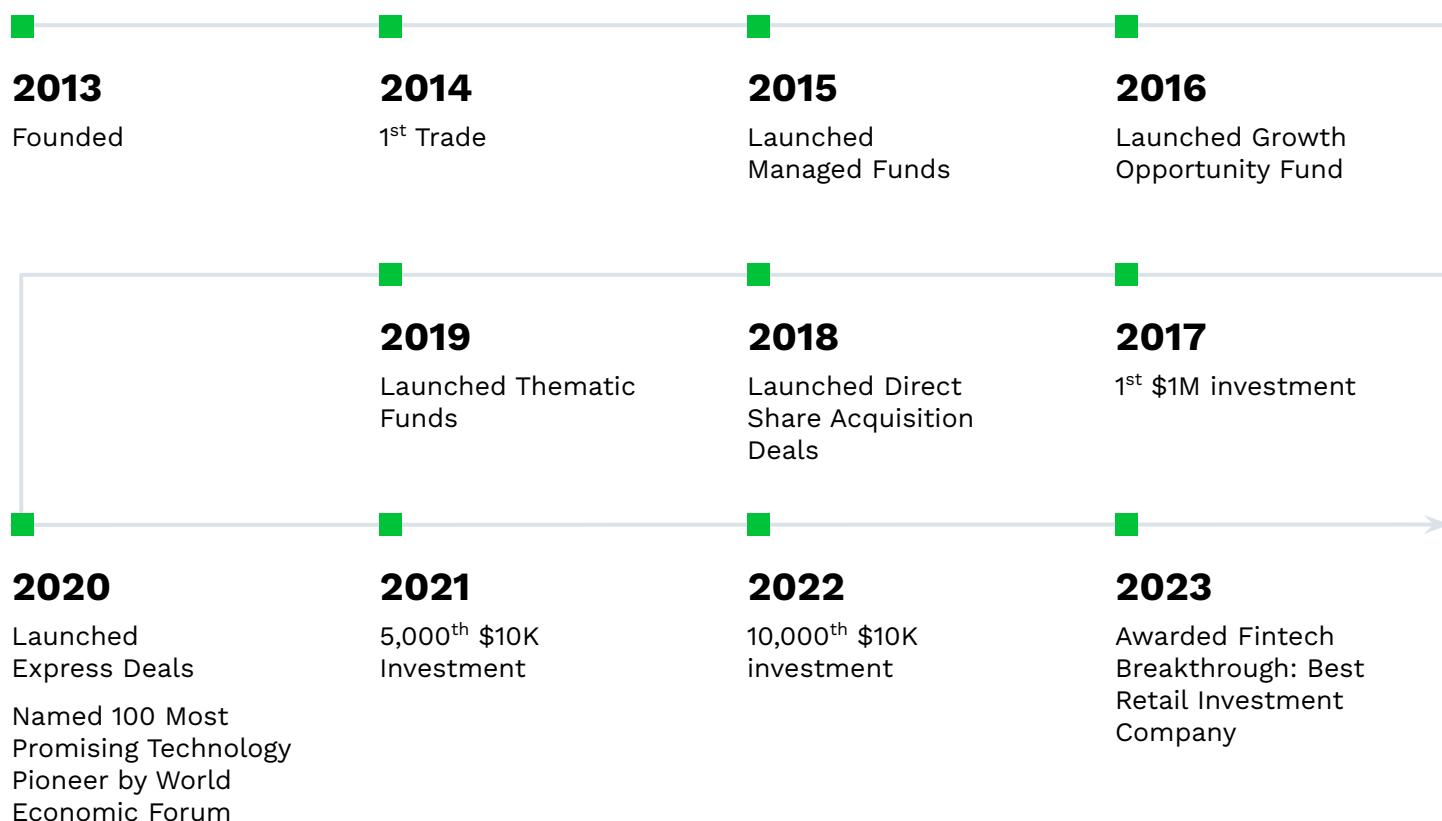 2013
Founded
2014
1st Trade
2015
Launched
Managed Funds
2016
Launched Growth
Opportunity Fund
2019
Launched Thematic
Funds
2018
Launched Direct
Share Acquisition
Deals
2017
1st $1M investment
2020
Launched
Express Deals
Named 100 Most
Promising Technology
Pioneer by World
Economic Forum
2021
5,000th $10K
Investment
2022
10,000th $10K
investment
2023
Awarded Fintech
Breakthrough: Best
Retail Investment
Company